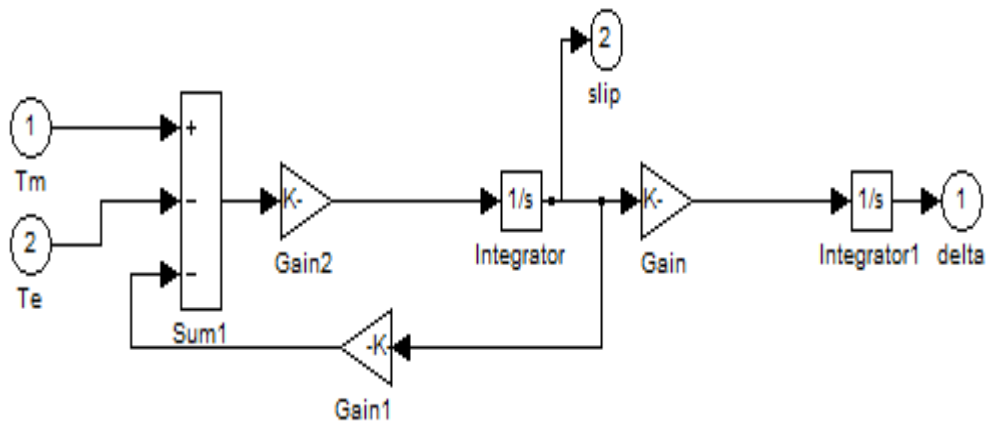 2
slip
1
+
Tm
-
K-
1/s
K-
1/s
1
2
-
Gain2
Integrator
Gain
Integrator1
delta
Te
Sum1
-K-
Gain1